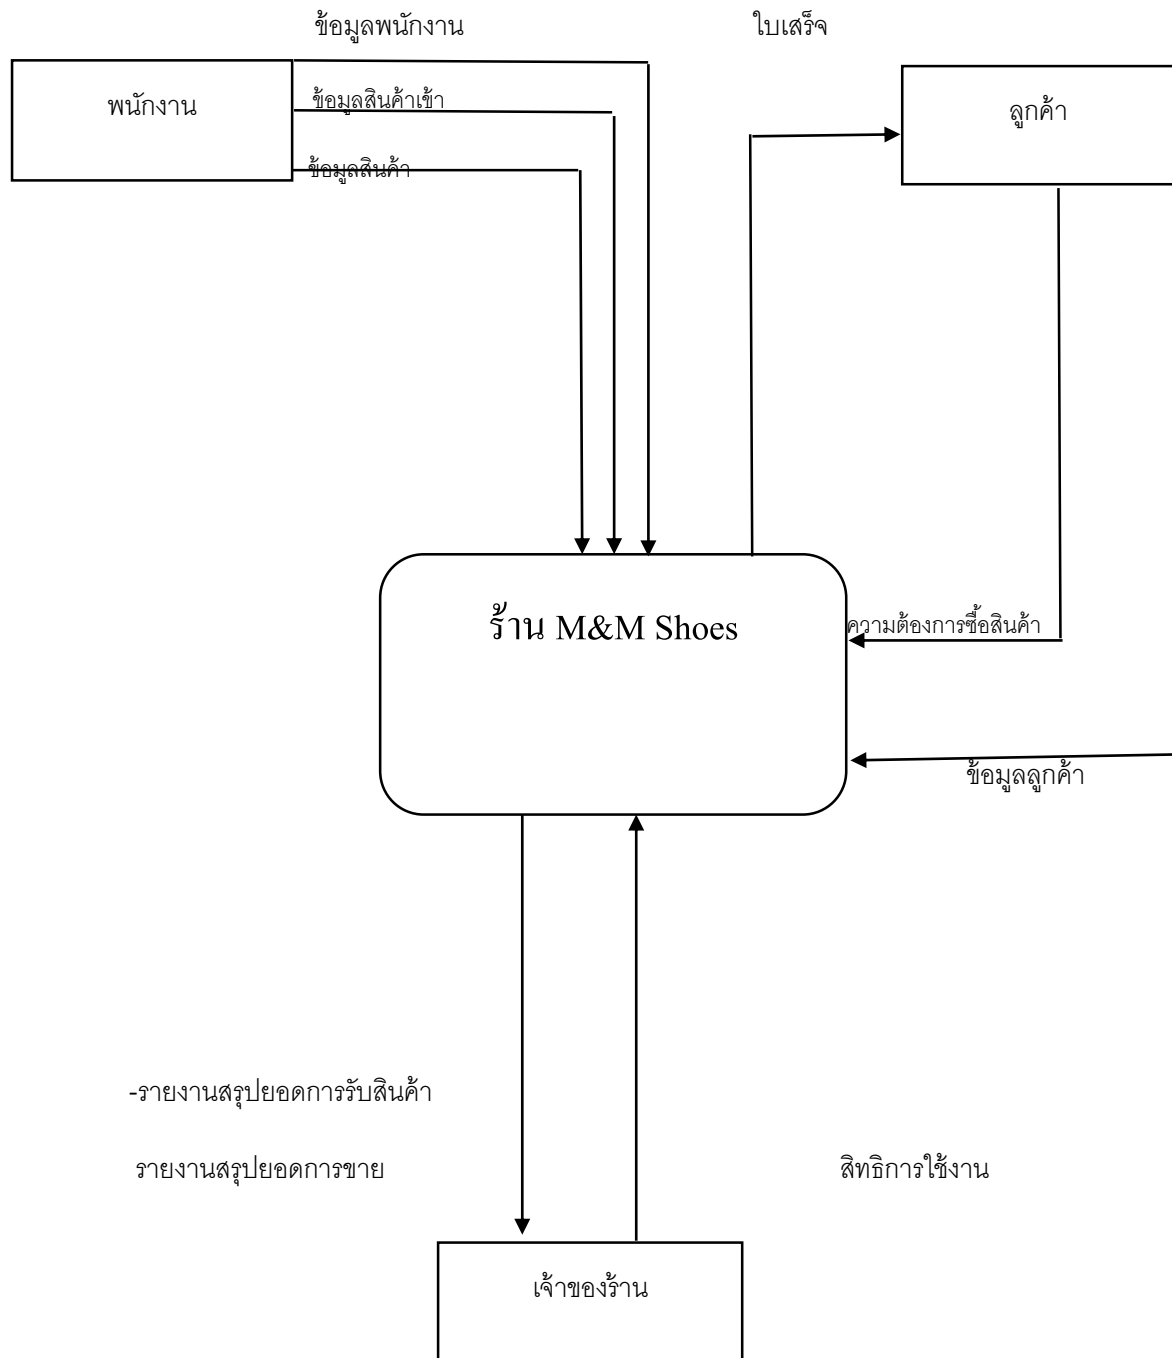 ข้อมูลพนักงาน
ใบเสร็จ
พนักงาน
ข้อมูลสินค้าเข้า
ลูกค้า
ข้อมูลสินค้า
ร้าน M&M Shoes
ความต้องการซื้อสินค้า
ข้อมูลลูกค้า
-รายงานสรุปยอดการรับสินค้า
รายงานสรุปยอดการขาย
สิทธิการใช้งาน
เจ้าของร้าน